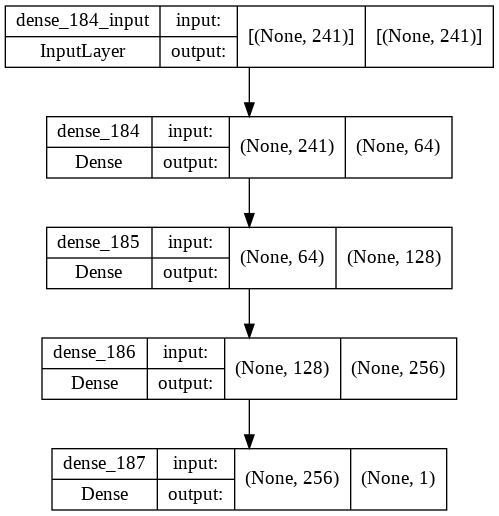 dense_184_input input: [(None, 241)] [(None, 241)]
InputLayer output:
dense_184 input: (None, 241) (None, 64)
Dense output:
dense_185 input: (None, 64) (None, 128)
Dense output:
dense_186 input: (None, 128) (None, 256)
Dense output:
dense_187 input: (None, 256) (None, 1)
Dense output: